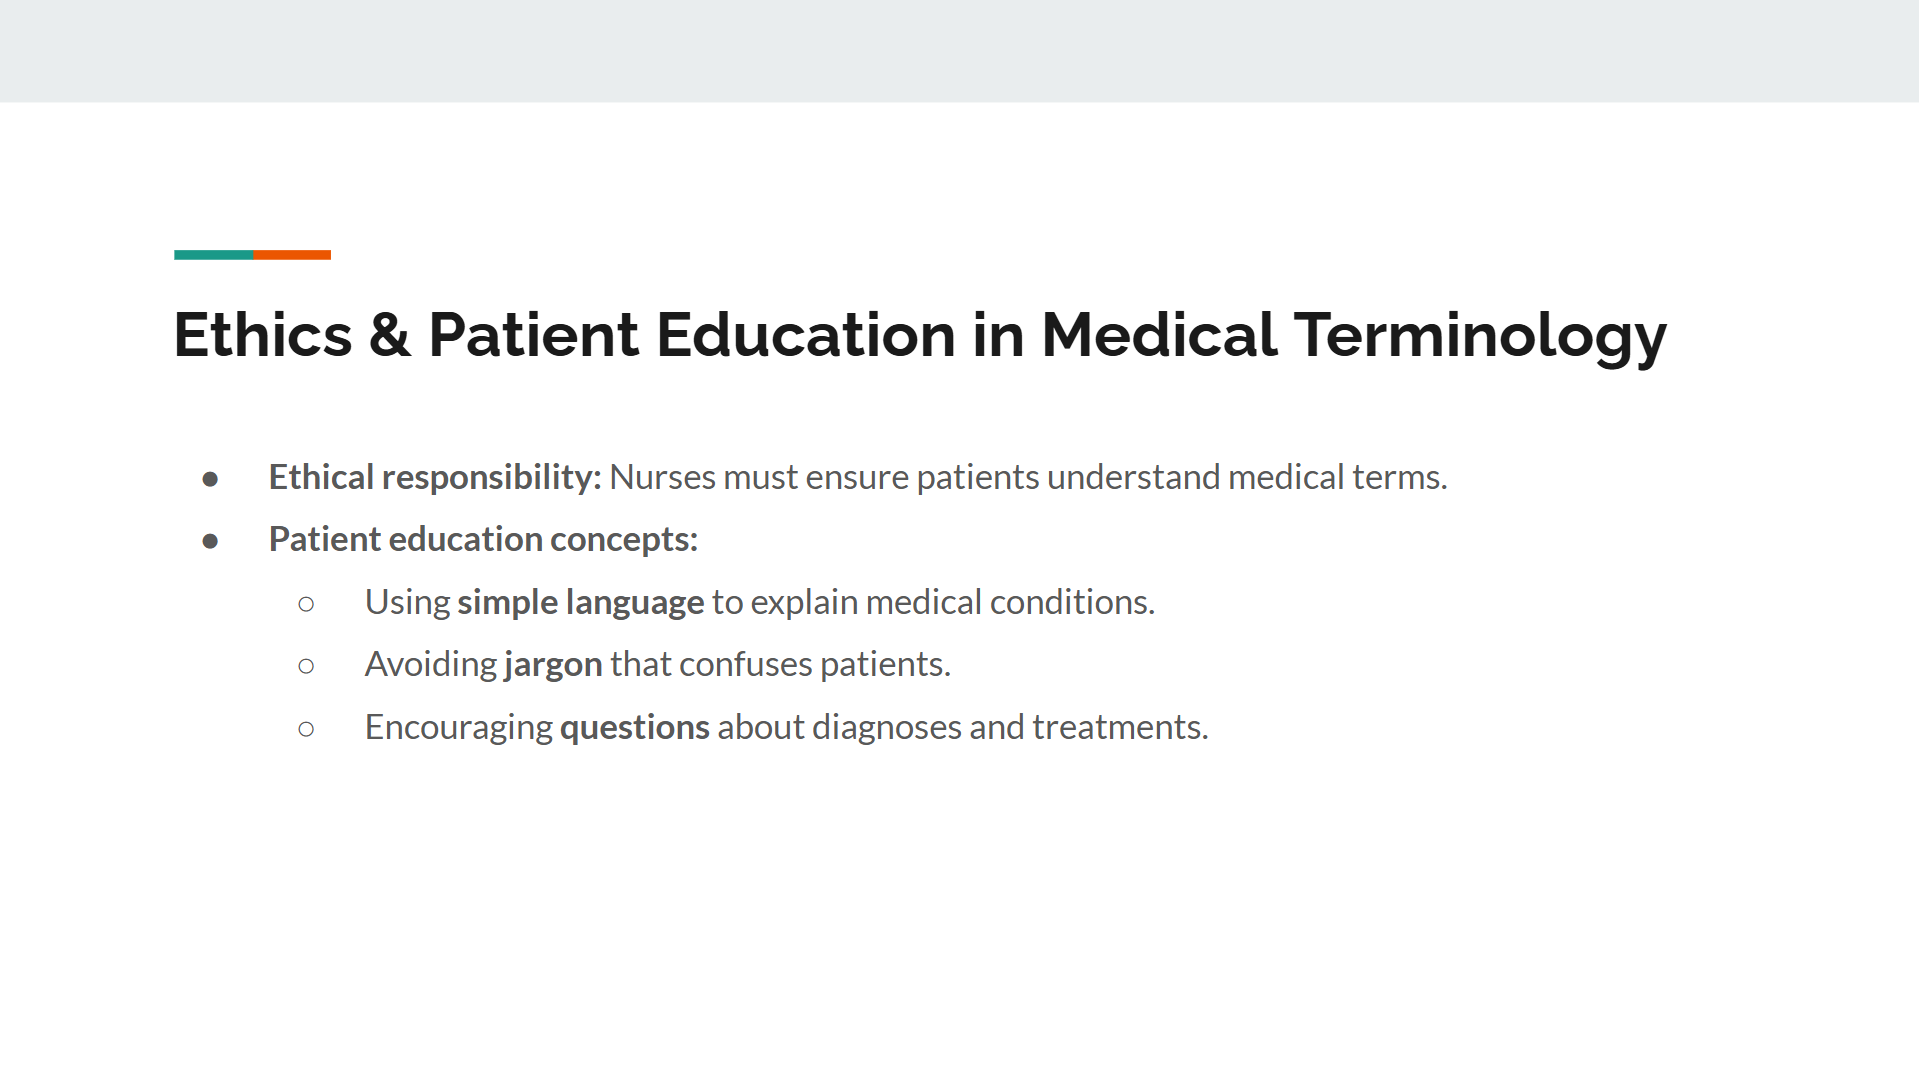 Ethics & Patient Education in Medical Terminology
● Ethical responsibility: Nurses must ensure patients understand medical terms.
● Patient education concepts:
○ Using simple language to explain medical conditions.
○ Avoiding jargon that confuses patients.
○ Encouraging questions about diagnoses and treatments.